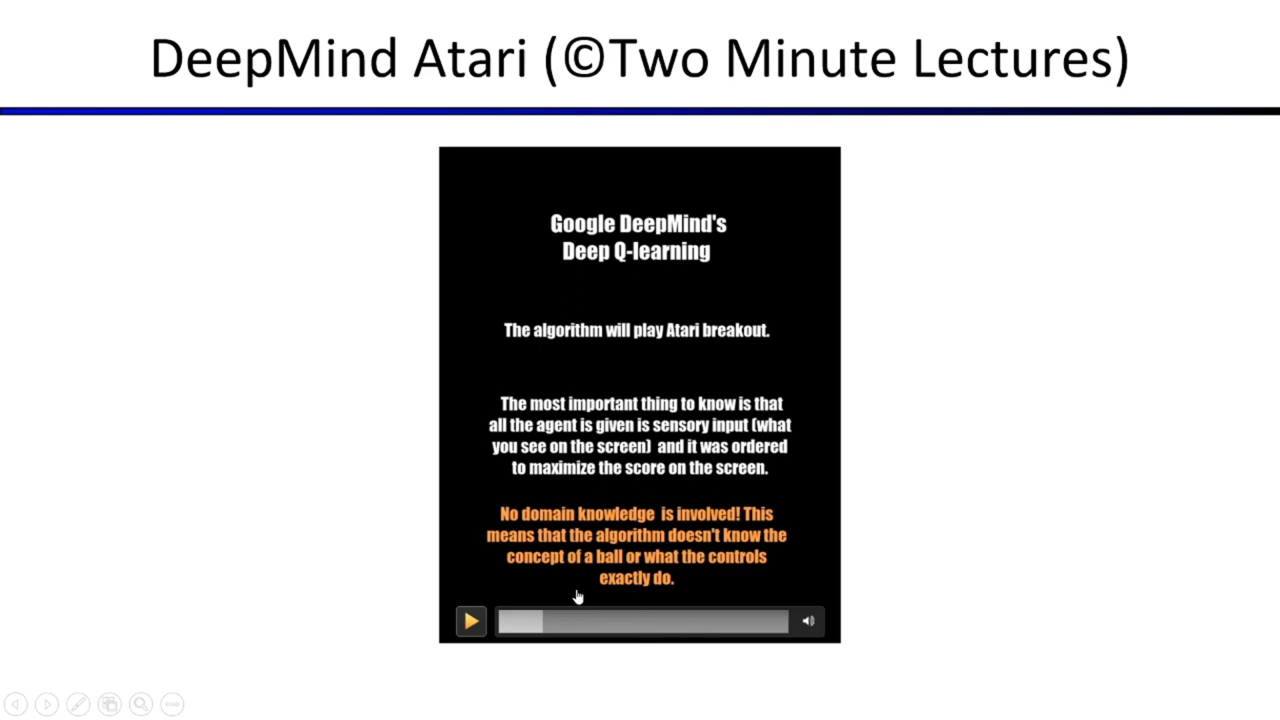 DeepMind Atari (©Two Minute Lectures)
Google DeepMind's
Deep Q-learning
The algorithm will play Atari breakout.
The most important thing to know is that
all the agent is given is sensory input (what
you see on the screen) and it was ordered
to maximize the score on the screen.
No domain knowledge is involved! This
means that the algorithm doesn't know the
concept of a ball or what the controls
exactly do.